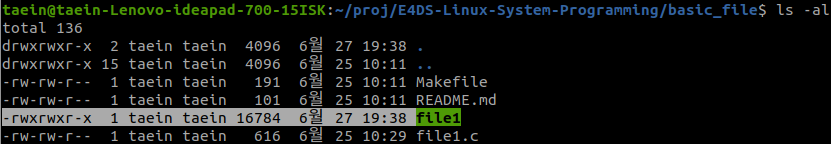 taein@taein-Lenovo-ideapad-700-15ISK:~/proj/E4DS-Linux-System-Programming/basic_file$ ls -al
total 136
drwxrwxr-x  2 taein taein  4096  6월 27 19:38 .
drwxrwxr-x 15 taein taein  4096  6월 25 10:11 ..
-rw-rw-r--  1 taein taein   191  6월 25 10:11 Makefile
-rw-rw-r--  1 taein taein   101  6월 25 10:11 README.md
-rwxrwxr-x  1 taein taein 16784  6월 27 19:38 file1
-rw-rw-r--  1 taein taein   616  6월 25 10:29 file1.c